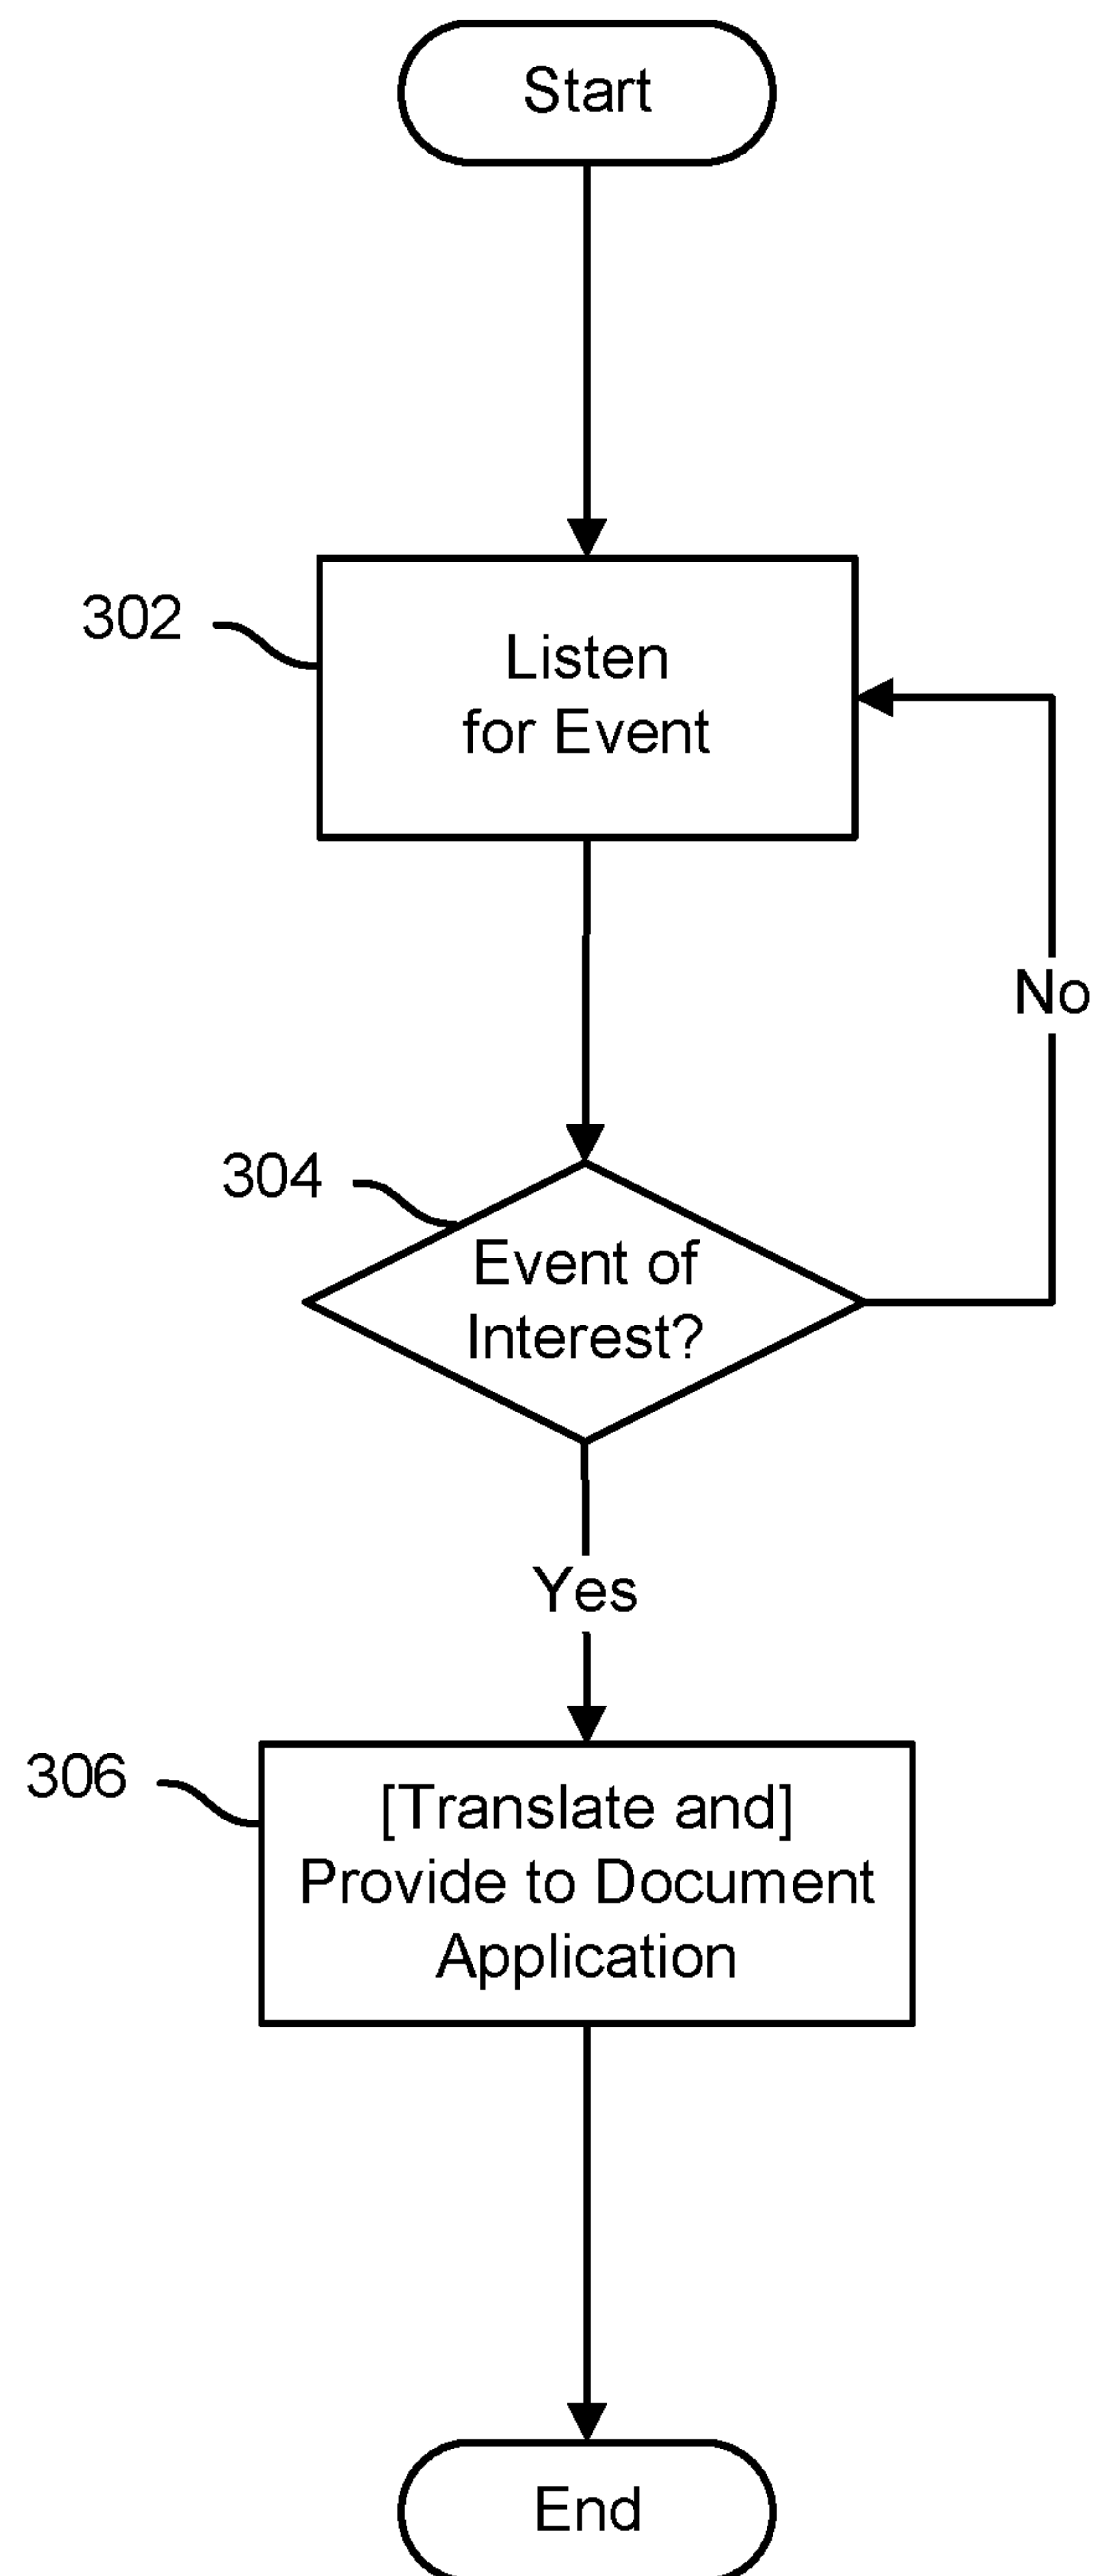 Start
302
Listen
for Event
No
304
Event of
Interest?
Yes
306
[Translate and]
Provide to Document
Application
End